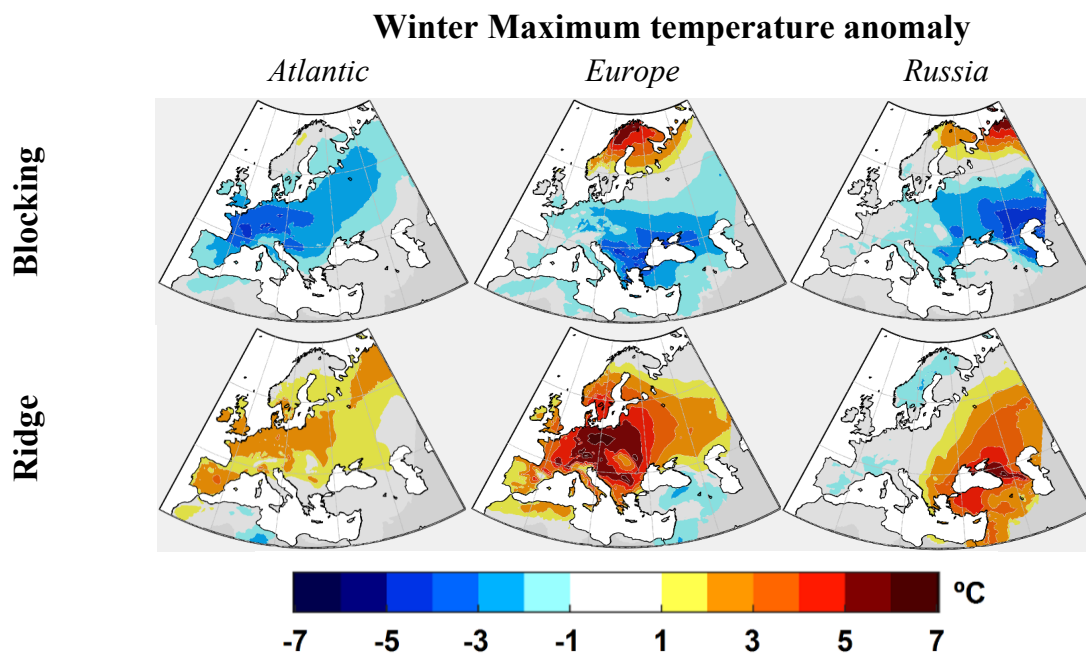 Winter Maximum temperature anomaly
Atlantic Europe Russia
Blocking
Ridge
ºC
-7 -5 -3 -1 1 3 5 7